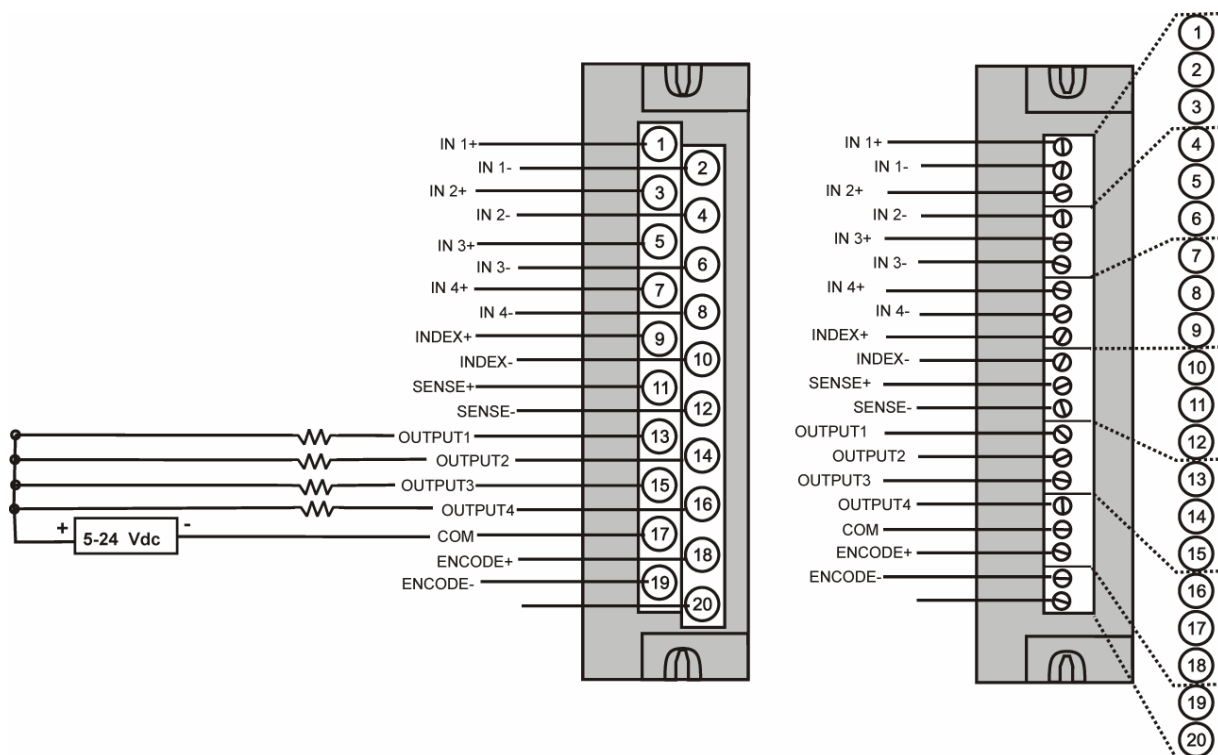 IN 1+
1
IN 1-
2
IN 2+
3
IN 2-
4
IN 3+
5
IN 3-
6
IN 4+
7
IN 4-
8
INDEX+
9
INDEX-
10
SENSE+
11
SENSE-
12
OUTPUT1
13
OUTPUT2
14
OUTPUT3
15
OUTPUT4
16
+ 5-24 Vdc -
COM
17
ENCODE+
18
ENCODE-
19
20
IN 1+
IN 1-
IN 2+
IN 2-
IN 3+
IN 3-
IN 4+
IN 4-
INDEX+
INDEX-
SENSE+
SENSE-
OUTPUT1
OUTPUT2
OUTPUT3
OUTPUT4
COM
ENCODE+
ENCODE-
1
2
3
4
5
6
7
8
9
10
11
12
13
14
15
16
17
18
19
20